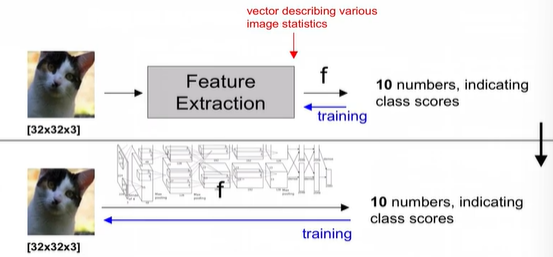 vector describing various
image statistics
Feature
Extraction
f
10 numbers, indicating
class scores
training
[32x32x3]
f
10 numbers, indicating
class scores
training
[32x32x3]